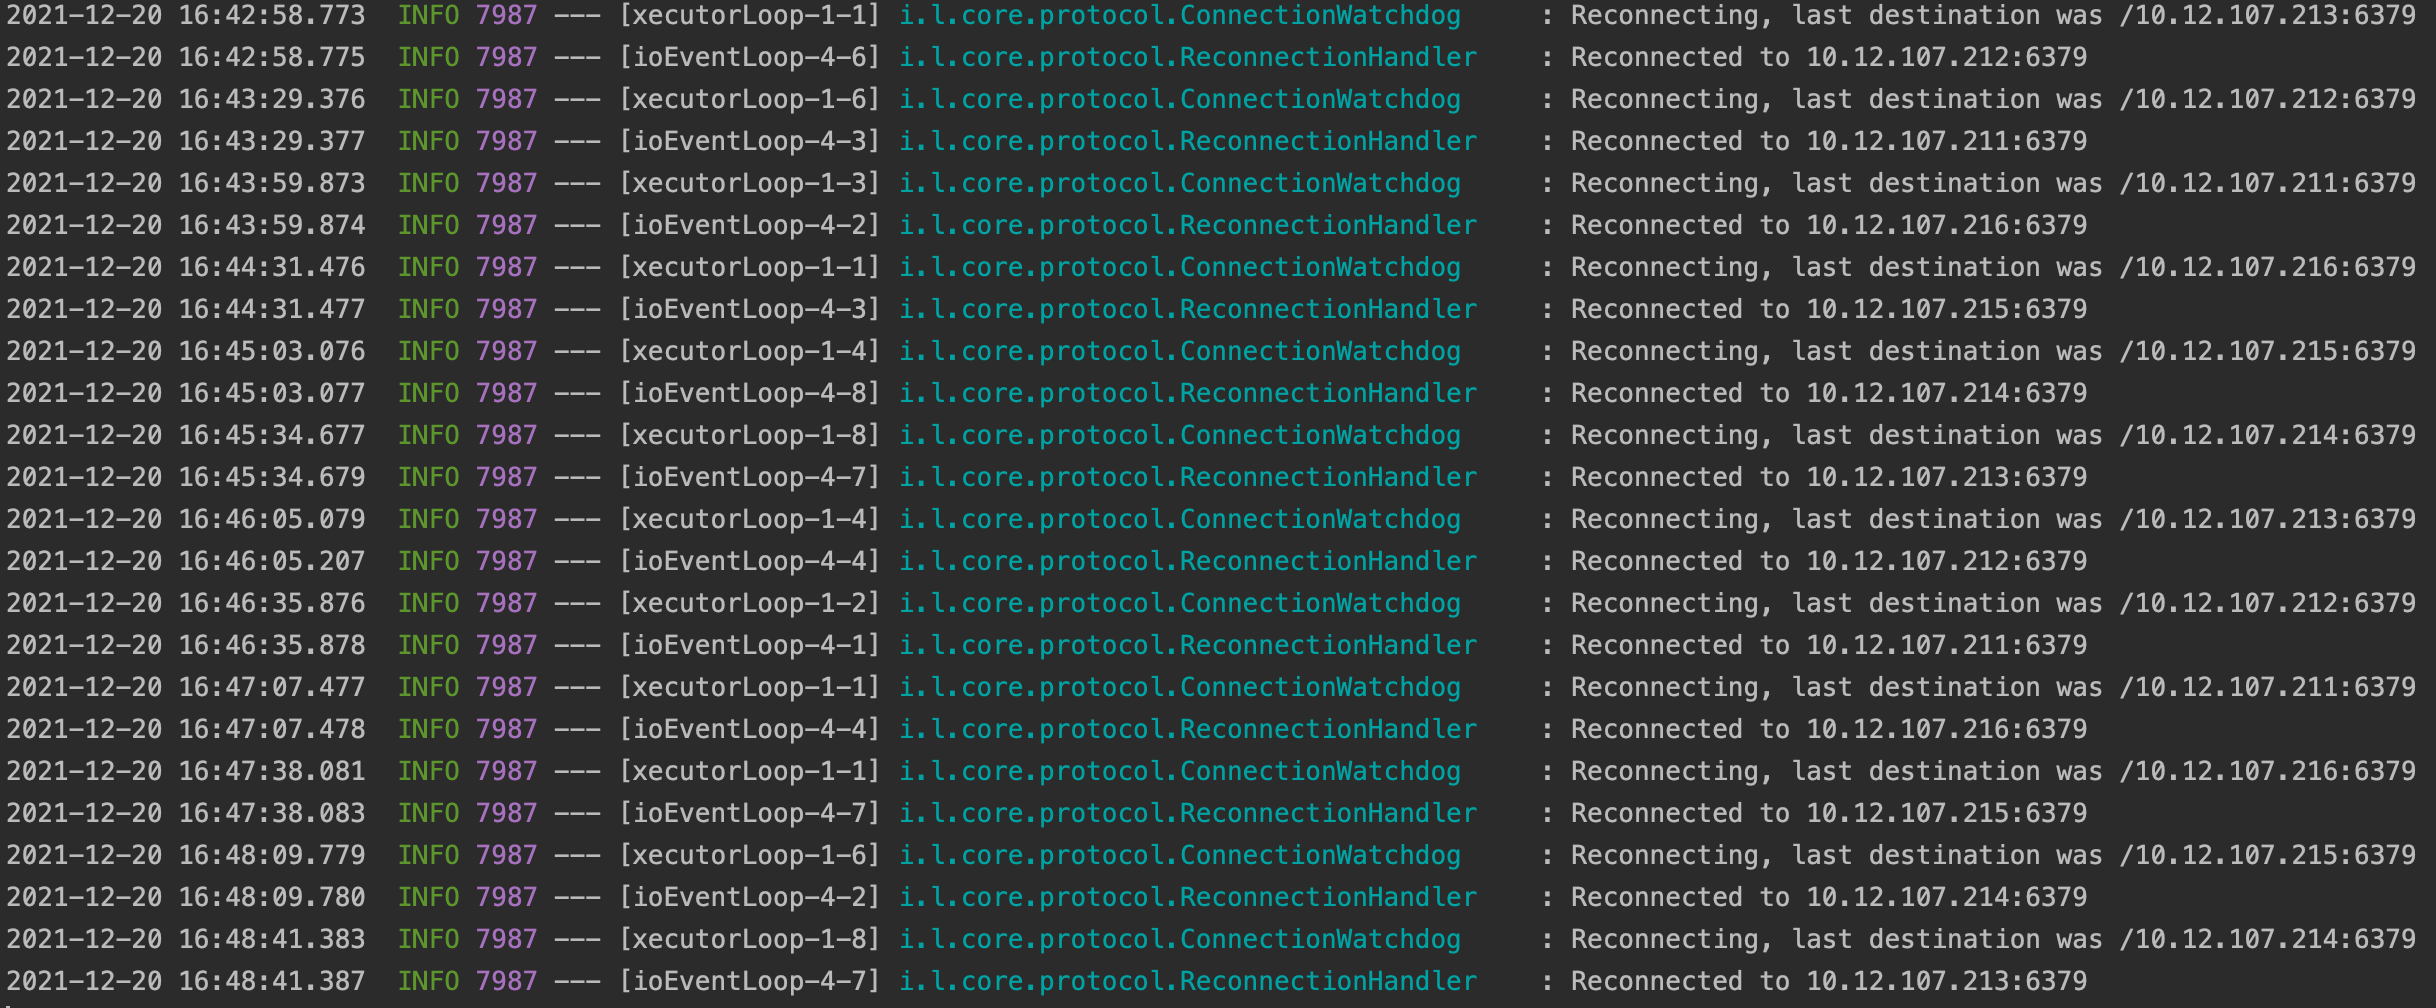 2021-12-20 16:42:58.773  INFO 7987 --- [xecutorLoop-1-1] i.l.core.protocol.ConnectionWatchdog     : Reconnecting, last destination was /10.12.107.213:6379
2021-12-20 16:42:58.775  INFO 7987 --- [ioEventLoop-4-6] i.l.core.protocol.ReconnectionHandler    : Reconnected to 10.12.107.212:6379
2021-12-20 16:43:29.376  INFO 7987 --- [xecutorLoop-1-6] i.l.core.protocol.ConnectionWatchdog     : Reconnecting, last destination was /10.12.107.212:6379
2021-12-20 16:43:29.377  INFO 7987 --- [ioEventLoop-4-3] i.l.core.protocol.ReconnectionHandler    : Reconnected to 10.12.107.211:6379
2021-12-20 16:43:59.873  INFO 7987 --- [xecutorLoop-1-3] i.l.core.protocol.ConnectionWatchdog     : Reconnecting, last destination was /10.12.107.211:6379
2021-12-20 16:43:59.874  INFO 7987 --- [ioEventLoop-4-2] i.l.core.protocol.ReconnectionHandler    : Reconnected to 10.12.107.216:6379
2021-12-20 16:44:31.476  INFO 7987 --- [xecutorLoop-1-1] i.l.core.protocol.ConnectionWatchdog     : Reconnecting, last destination was /10.12.107.216:6379
2021-12-20 16:44:31.477  INFO 7987 --- [ioEventLoop-4-3] i.l.core.protocol.ReconnectionHandler    : Reconnected to 10.12.107.215:6379
2021-12-20 16:45:03.076  INFO 7987 --- [xecutorLoop-1-4] i.l.core.protocol.ConnectionWatchdog     : Reconnecting, last destination was /10.12.107.215:6379
2021-12-20 16:45:03.077  INFO 7987 --- [ioEventLoop-4-8] i.l.core.protocol.ReconnectionHandler    : Reconnected to 10.12.107.214:6379
2021-12-20 16:45:34.677  INFO 7987 --- [xecutorLoop-1-8] i.l.core.protocol.ConnectionWatchdog     : Reconnecting, last destination was /10.12.107.214:6379
2021-12-20 16:45:34.679  INFO 7987 --- [ioEventLoop-4-7] i.l.core.protocol.ReconnectionHandler    : Reconnected to 10.12.107.213:6379
2021-12-20 16:46:05.079  INFO 7987 --- [xecutorLoop-1-4] i.l.core.protocol.ConnectionWatchdog     : Reconnecting, last destination was /10.12.107.213:6379
2021-12-20 16:46:05.207  INFO 7987 --- [ioEventLoop-4-4] i.l.core.protocol.ReconnectionHandler    : Reconnected to 10.12.107.212:6379
2021-12-20 16:46:35.876  INFO 7987 --- [xecutorLoop-1-2] i.l.core.protocol.ConnectionWatchdog     : Reconnecting, last destination was /10.12.107.212:6379
2021-12-20 16:46:35.878  INFO 7987 --- [ioEventLoop-4-1] i.l.core.protocol.ReconnectionHandler    : Reconnected to 10.12.107.211:6379
2021-12-20 16:47:07.477  INFO 7987 --- [xecutorLoop-1-1] i.l.core.protocol.ConnectionWatchdog     : Reconnecting, last destination was /10.12.107.211:6379
2021-12-20 16:47:07.478  INFO 7987 --- [ioEventLoop-4-4] i.l.core.protocol.ReconnectionHandler    : Reconnected to 10.12.107.216:6379
2021-12-20 16:47:38.081  INFO 7987 --- [xecutorLoop-1-1] i.l.core.protocol.ConnectionWatchdog     : Reconnecting, last destination was /10.12.107.216:6379
2021-12-20 16:47:38.083  INFO 7987 --- [ioEventLoop-4-7] i.l.core.protocol.ReconnectionHandler    : Reconnected to 10.12.107.215:6379
2021-12-20 16:48:09.779  INFO 7987 --- [xecutorLoop-1-6] i.l.core.protocol.ConnectionWatchdog     : Reconnecting, last destination was /10.12.107.215:6379
2021-12-20 16:48:09.780  INFO 7987 --- [ioEventLoop-4-2] i.l.core.protocol.ReconnectionHandler    : Reconnected to 10.12.107.214:6379
2021-12-20 16:48:41.383  INFO 7987 --- [xecutorLoop-1-8] i.l.core.protocol.ConnectionWatchdog     : Reconnecting, last destination was /10.12.107.214:6379
2021-12-20 16:48:41.387  INFO 7987 --- [ioEventLoop-4-7] i.l.core.protocol.ReconnectionHandler    : Reconnected to 10.12.107.213:6379